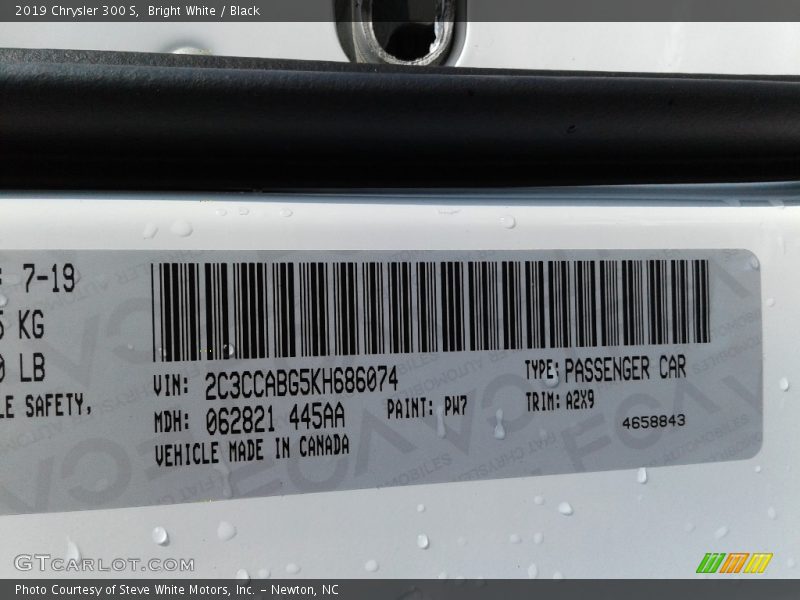 2019 Chrysler 300 S, Bright White / Black
7-19
KG
LB
LE SAFETY,
VIN: 2C3CCABG5KH686074
TYPE: PASSENGER CAR
MDH: 062821 445AA
PAINT: PW7
TRIM: A2X9
VEHICLE MADE IN CANADA
4658843
GTCARLOT.COM
Photo Courtesy of Steve White Motors, Inc. – Newton, NC